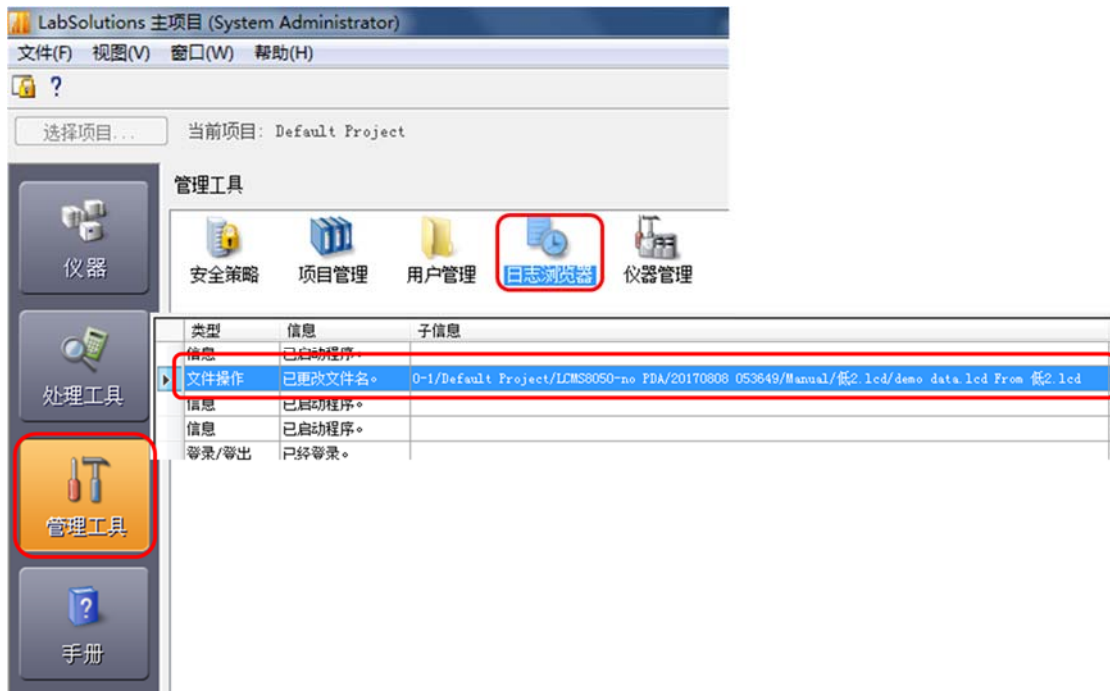 LabSolutions 主项目 (System Administrator)
文件(F) 视图(V) 窗口(W) 帮助(H)
?
选择项目... 当前项目: Default Project
管理工具
仪器
安全策略 项目管理 用户管理 日志浏览器 仪器管理
类型 信息 子信息
信息 已启动程序。
文件操作 已更改文件名。 O-1/Default Project/LCMS8050-no PDA/20170808 053649/Manual/低2.lcd/demo data.lcd From 低2.lcd
信息 已启动程序。
信息 已启动程序。
登录/登出 已经登录。
处理工具
管理工具
?
手册